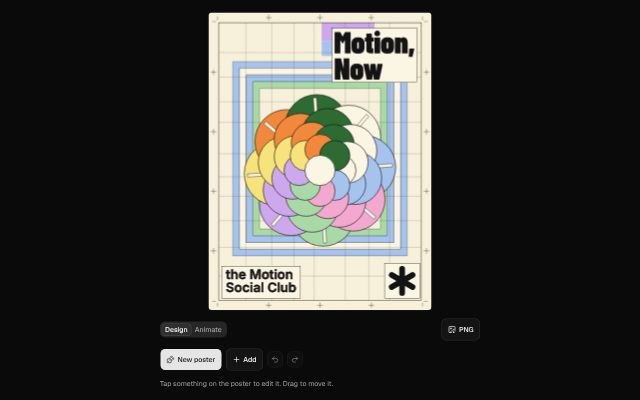 Motion,
Now
the Motion
Social Club
Design Animate
PNG
New poster
Add
Tap something on the poster to edit it. Drag to move it.